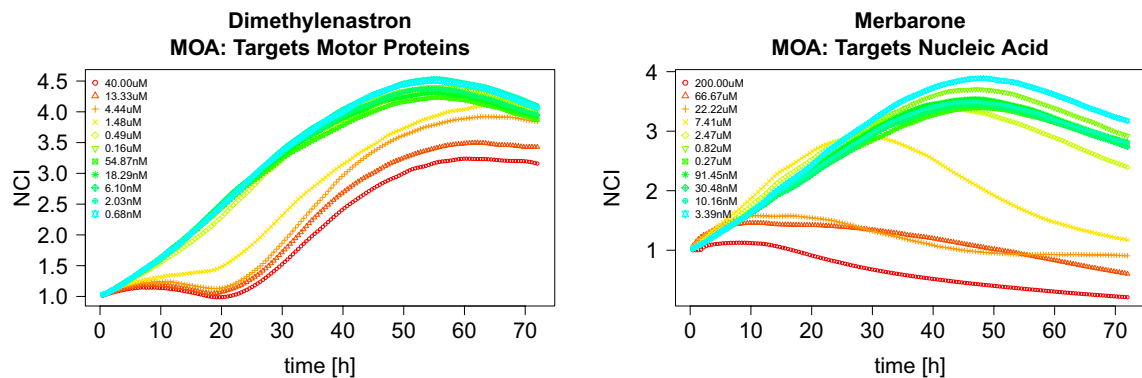 Dimethylenastron
MOA: Targets Motor Proteins
NCI
4.5
4.0
3.5
3.0
2.5
2.0
1.5
1.0
40.00uM
13.33uM
4.44uM
1.48uM
0.49uM
0.16uM
54.87nM
18.29nM
6.10nM
2.03nM
0.68nM
0 10 20 30 40 50 60 70
time [h]
Merbarone
MOA: Targets Nucleic Acid
NCI
4
3
2
1
200.00uM
66.67uM
22.22uM
7.41uM
2.47uM
0.82uM
0.27uM
91.45nM
30.48nM
10.16nM
3.39nM
0 10 20 30 40 50 60 70
time [h]